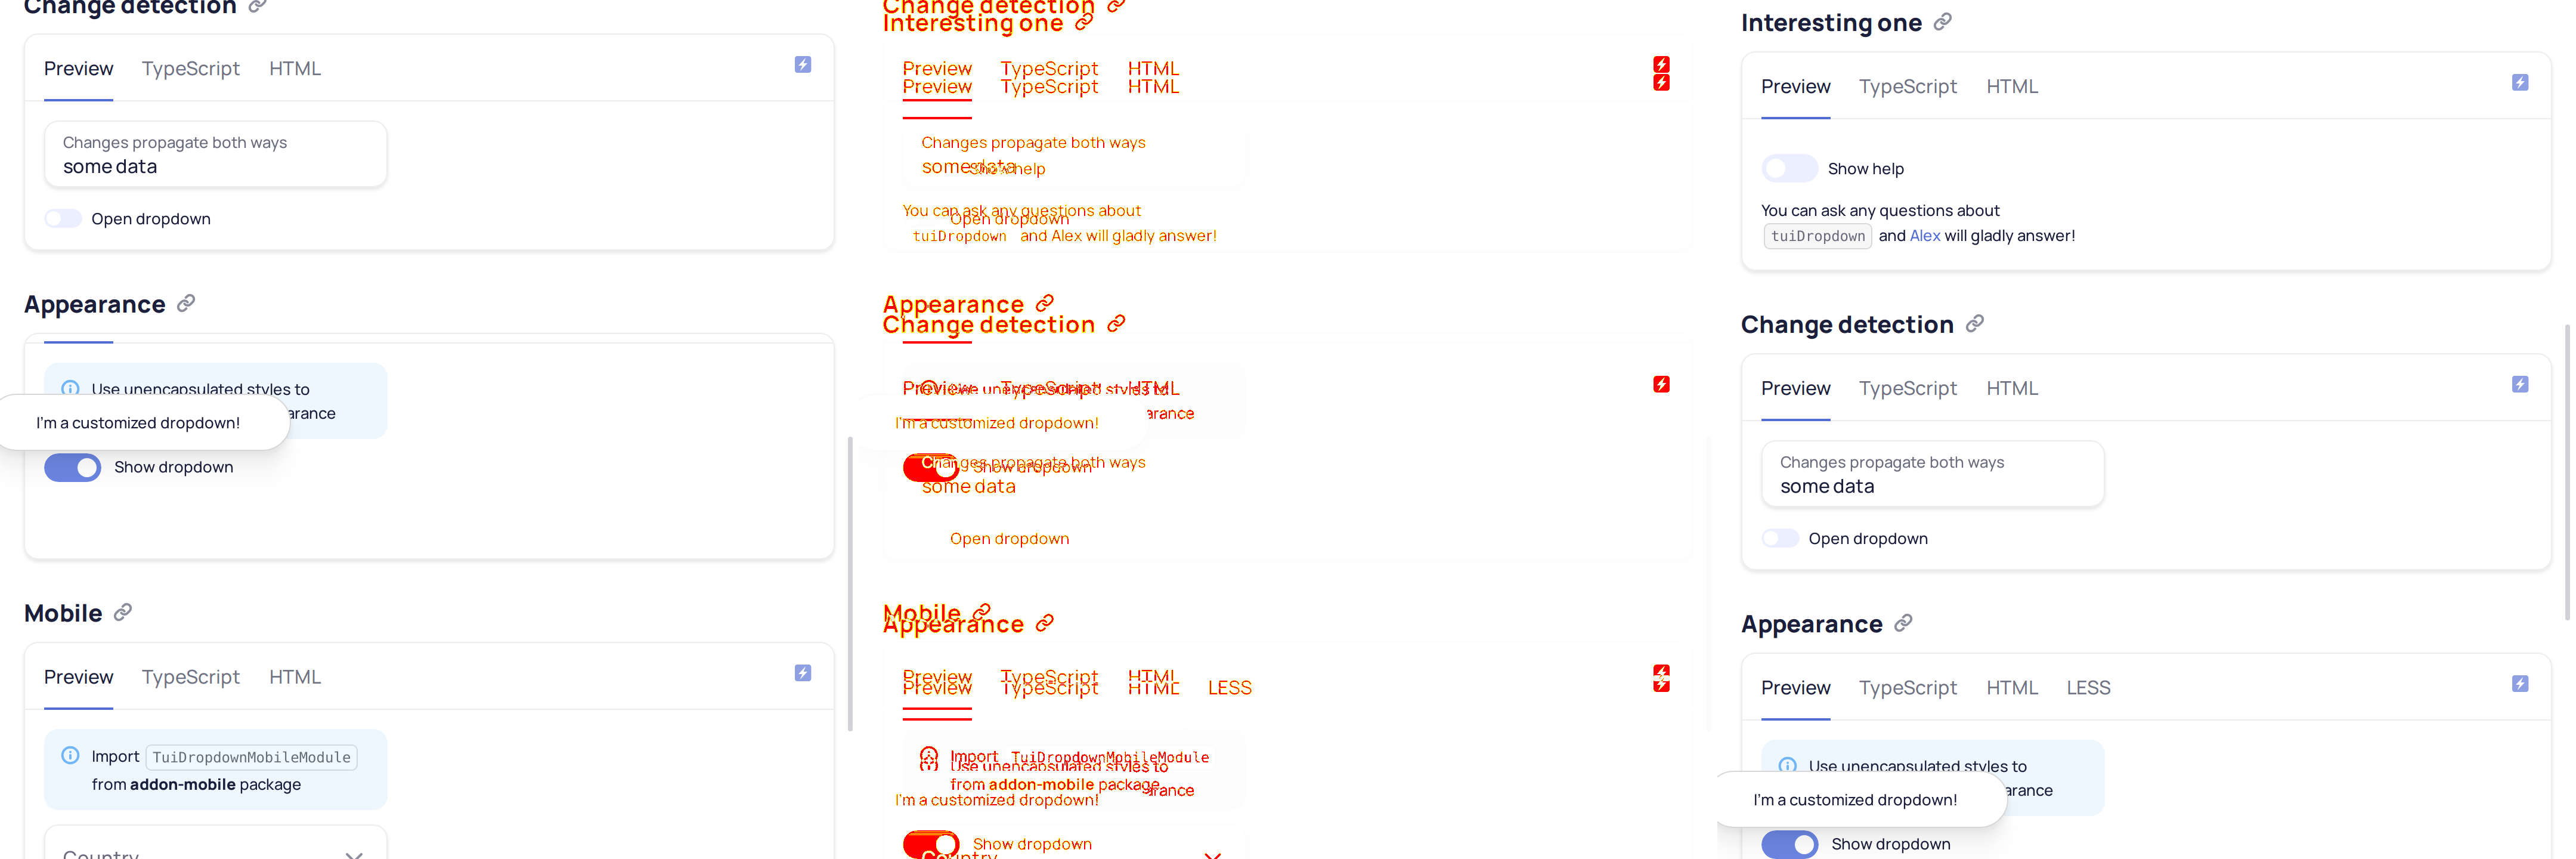 Change detection
Preview TypeScript HTML
Changes propagate both ways
some data
Open dropdown
Appearance
Use unencapsulated styles to
arance
I'm a customized dropdown!
Show dropdown
Mobile
Preview TypeScript HTML
Import TuiDropdownMobileModule
from addon-mobile package
Country
Change detection
Interesting one
Preview TypeScript HTML
Preview TypeScript HTML
Changes propagate both ways
some data
Show help
You can ask any questions about
Open dropdown
tuiDropdown and Alex will gladly answer!
Appearance
Change detection
Preview TypeScript HTML
Use unencapsulated styles to
arance
I'm a customized dropdown!
Changes propagate both ways
Show dropdown
some data
Open dropdown
Mobile
Appearance
Preview TypeScript HTML
Preview TypeScript HTML LESS
Import TuiDropdownMobileModule
Use unencapsulated styles to
from addon-mobile package
arance
I'm a customized dropdown!
Show dropdown
Country
Interesting one
Preview TypeScript HTML
Show help
You can ask any questions about
tuiDropdown and Alex will gladly answer!
Change detection
Preview TypeScript HTML
Changes propagate both ways
some data
Open dropdown
Appearance
Preview TypeScript HTML LESS
Use unencapsulated styles to
arance
I'm a customized dropdown!
Show dropdown